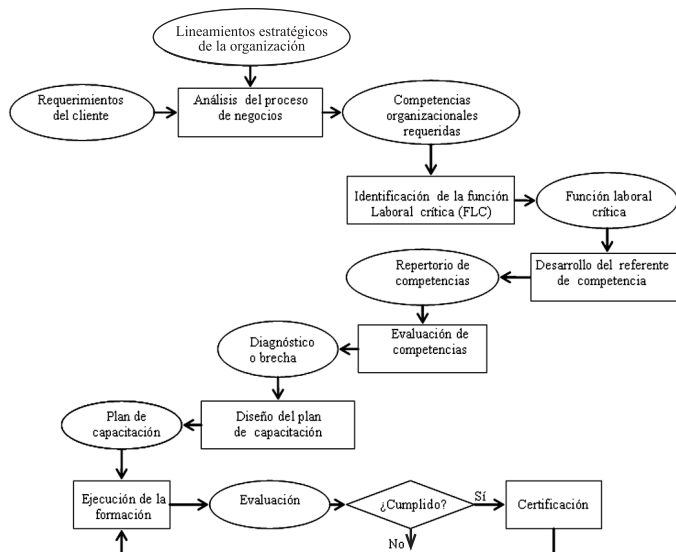 Lineamientos estratégicos
de la organización
Requerimientos
del cliente
Análisis del proceso
de negocios
Competencias
organizacionales
requeridas
Identificación de la función
Laboral crítica (FLC)
Función laboral
crítica
Repertorio de
competencias
Desarrollo del referente
de competencia
Evaluación de
competencias
Diagnóstico
o brecha
Plan de
capacitación
Diseño del plan
de capacitación
Ejecución de la
formación
Evaluación
¿Cumplido?
Sí
Certificación
No